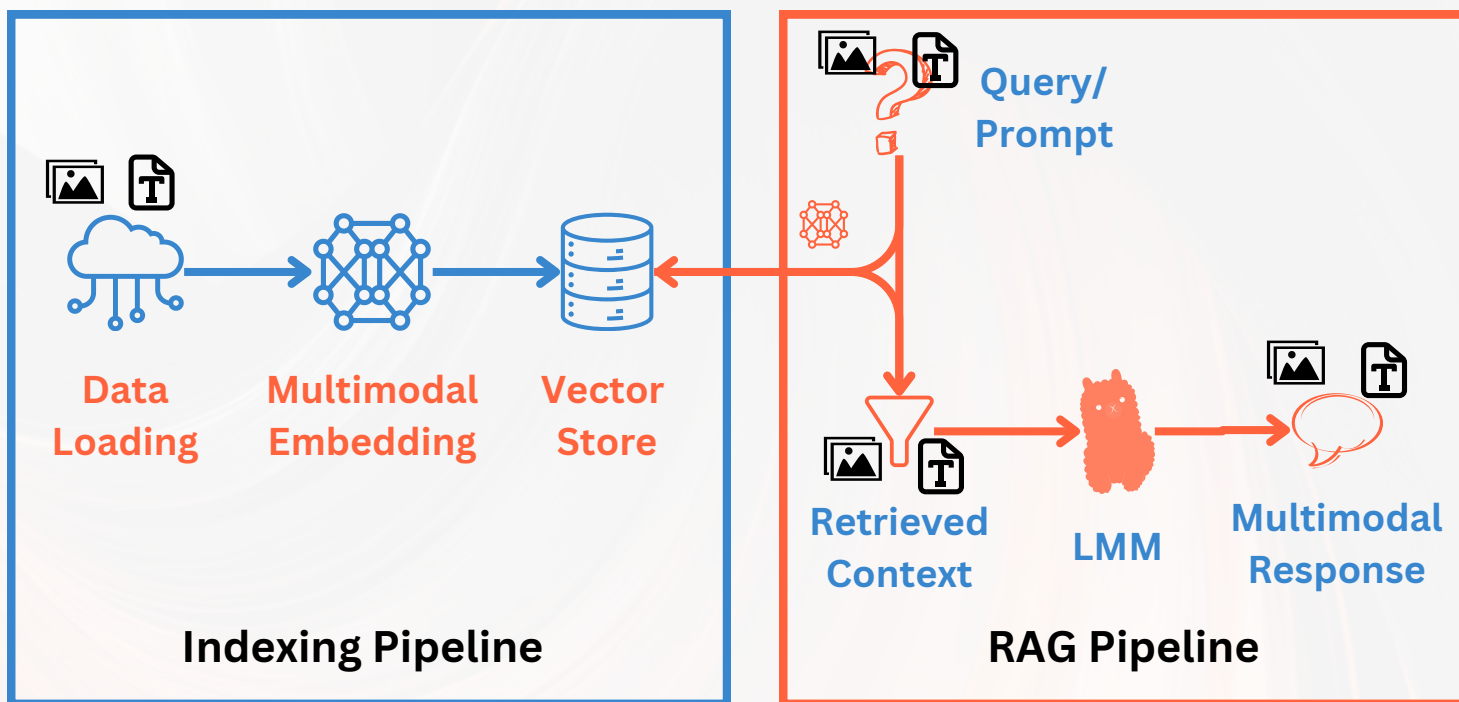 Data
Loading
Multimodal
Embedding
Vector
Store
Indexing Pipeline
T
T
Query/
Prompt
T
Retrieved
Context
LMM
T
Multimodal
Response
RAG Pipeline